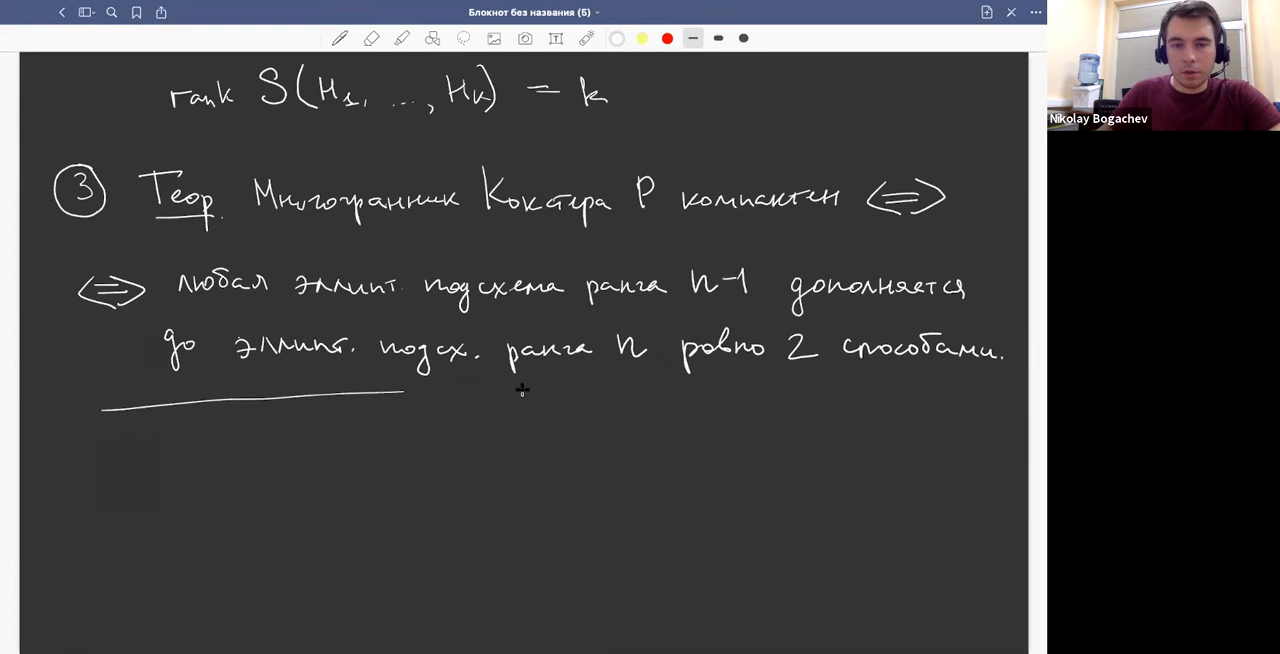 Блокнот без названия (5)
rank S(H₁, ..., Hₖ) = k
Nikolay Bogachev
③ Теор. Многогранник Кокстера P компактен ⟺
⟺ любая эллипт. подсхема ранга n-1 дополняется
до эллипт. подсх. ранга n ровно 2 способами.